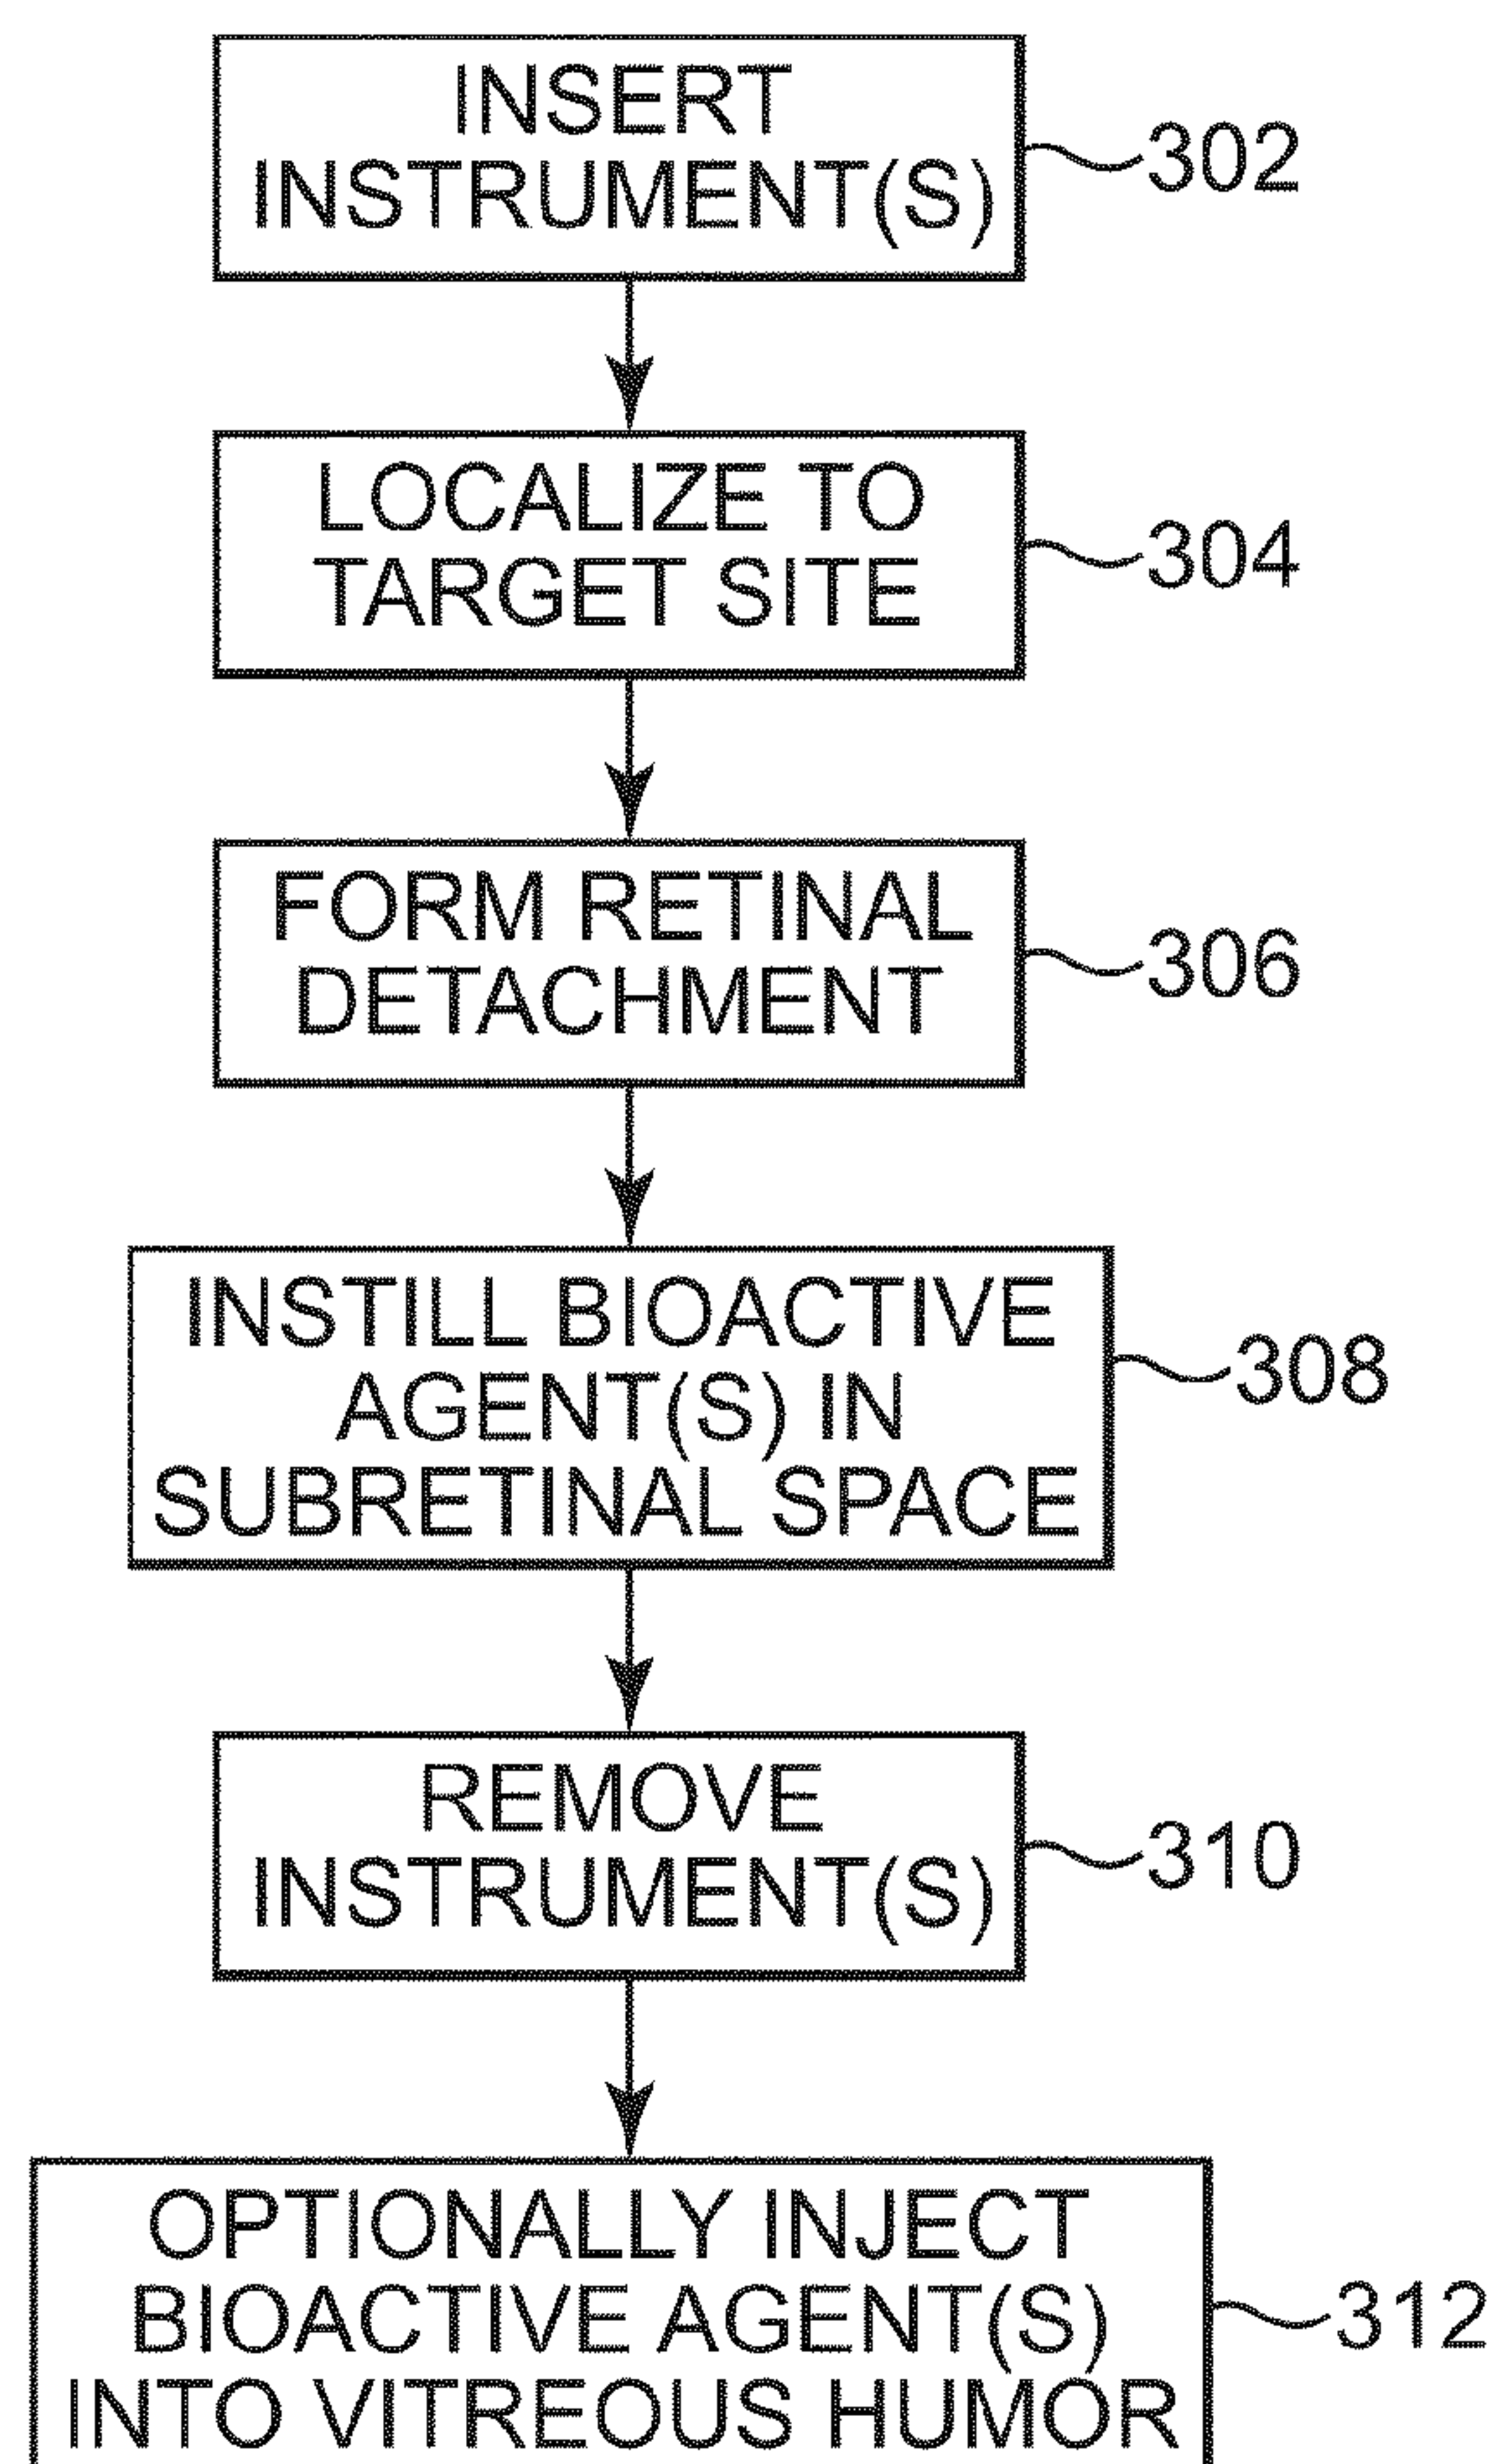 INSERT
INSTRUMENT(S)
302
LOCALIZE TO
TARGET SITE
304
FORM RETINAL
DETACHMENT
306
INSTILL BIOACTIVE
AGENT(S) IN
SUBRETINAL SPACE
308
REMOVE
INSTRUMENT(S)
310
OPTIONALLY INJECT
BIOACTIVE AGENT(S)
INTO VITREOUS HUMOR
312